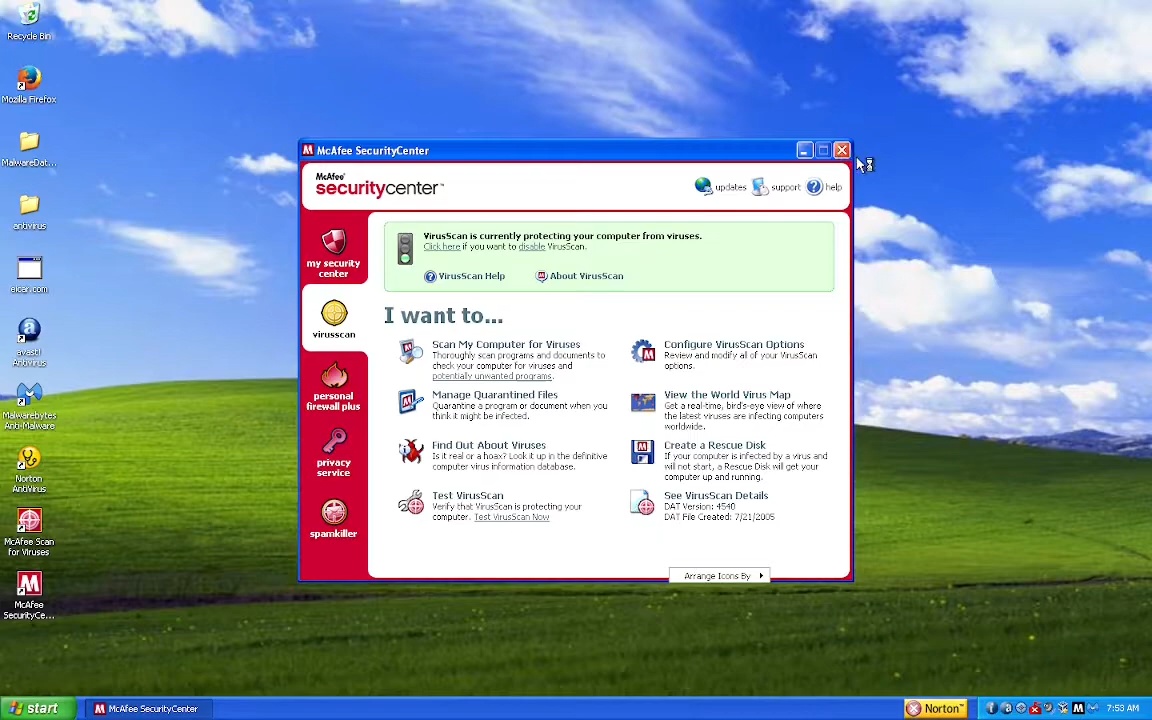 Recycle Bin
Mozilla Firefox
MalwareDat...
antivirus
eicar.com
avast!
Antivirus
Malwarebytes
Anti-Malware
Norton
AntiVirus
McAfee Scan
for Viruses
McAfee
SecurityCe...
McAfee SecurityCenter
McAfee
securitycenter™
updates
support
help
my security
center
virusscan
personal
firewall plus
privacy
service
spamkiller
VirusScan is currently protecting your computer from viruses.
Click here if you want to disable VirusScan.
VirusScan Help
About VirusScan
I want to...
Scan My Computer for Viruses
Thoroughly scan programs and documents to
check your computer for viruses and
potentially unwanted programs.
Configure VirusScan Options
Review and modify all of your VirusScan
options.
Manage Quarantined Files
Quarantine a program or document when you
think it might be infected.
View the World Virus Map
Get a real-time, bird's-eye view of where
the latest viruses are infecting computers
worldwide.
Find Out About Viruses
Is it real or a hoax? Look it up in the definitive
computer virus information database.
Create a Rescue Disk
If your computer is infected by a virus and
will not start, a Rescue Disk will get your
computer up and running.
Test VirusScan
Verify that VirusScan is protecting your
computer. Test VirusScan Now
See VirusScan Details
DAT Version: 4540
DAT File Created: 7/21/2005
Arrange Icons By
start
McAfee SecurityCenter
Norton™
7:53 AM